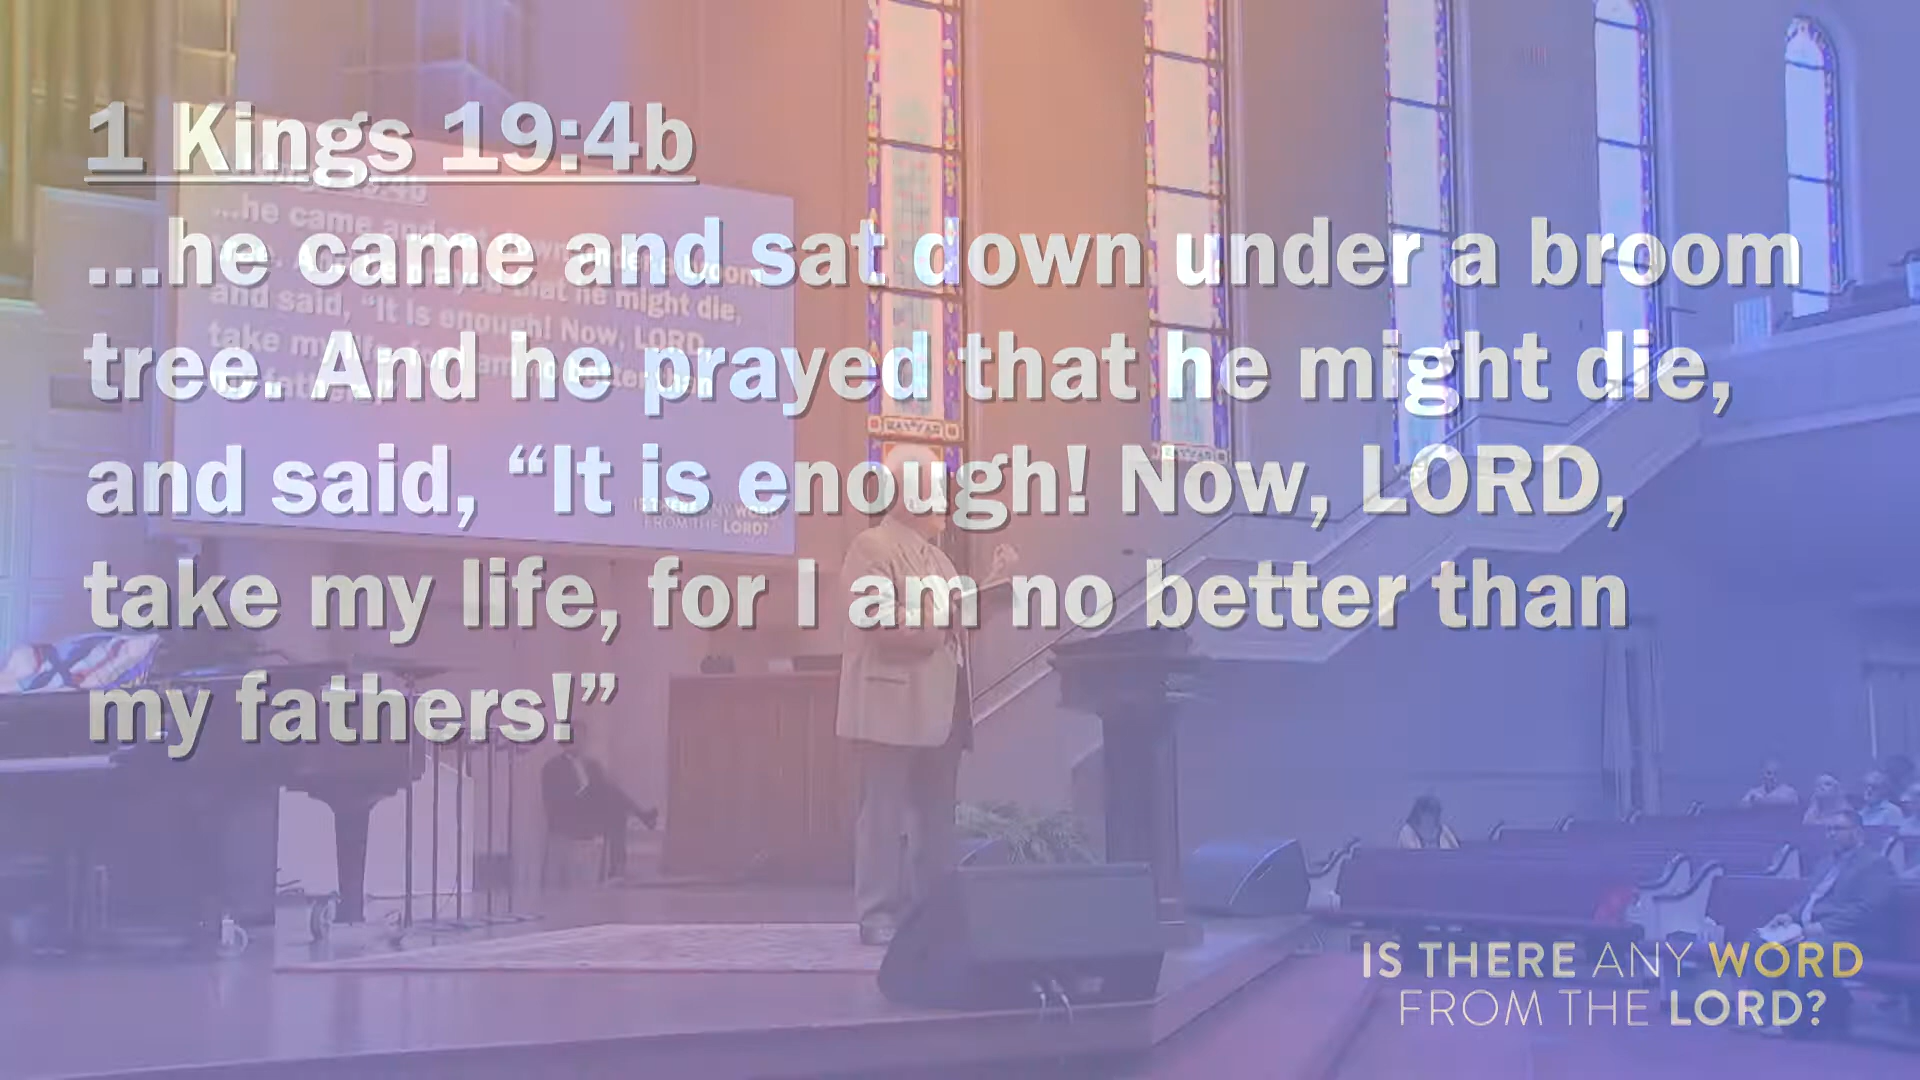 1 Kings 19:4b
...he came and sat down under a broom
tree. And he prayed that he might die,
and said, “It is enough! Now, LORD,
take my life, for I am no better than
my fathers!”
IS THERE ANY WORD
FROM THE LORD?